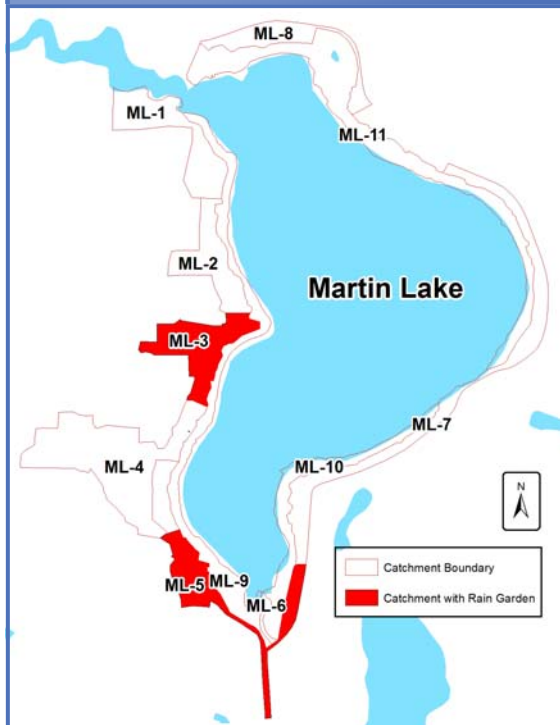 ML-8
ML-1
ML-11
ML-2
Martin Lake
ML-3
ML-7
ML-4
ML-10
N
Catchment Boundary
ML-5
ML-9
Catchment with Rain Garden
ML-6